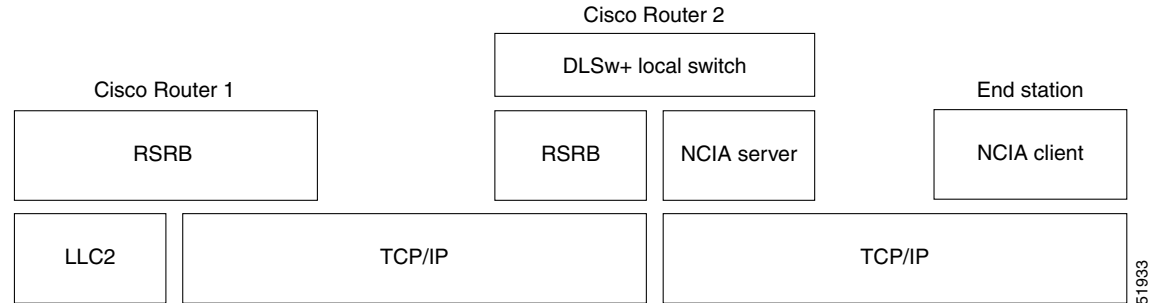 Cisco Router 2
DLSw+ local switch
Cisco Router 1
End station
RSRB
RSRB
NCIA server
NCIA client
LLC2
TCP/IP
TCP/IP
51933